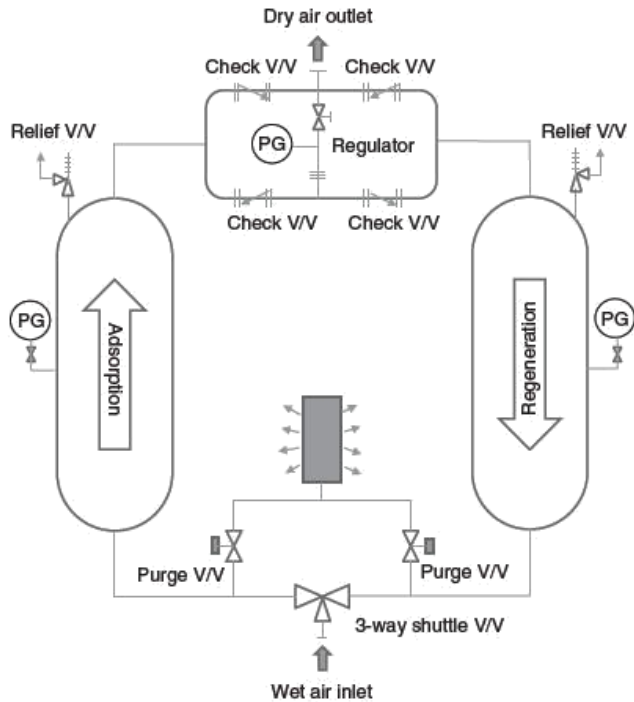 Dry air outlet
Check V/V
Check V/V
Relief V/V
PG
Regulator
Relief V/V
Check V/V
Check V/V
PG
Adsorption
Regeneration
PG
Purge V/V
Purge V/V
3-way shuttle V/V
Wet air inlet